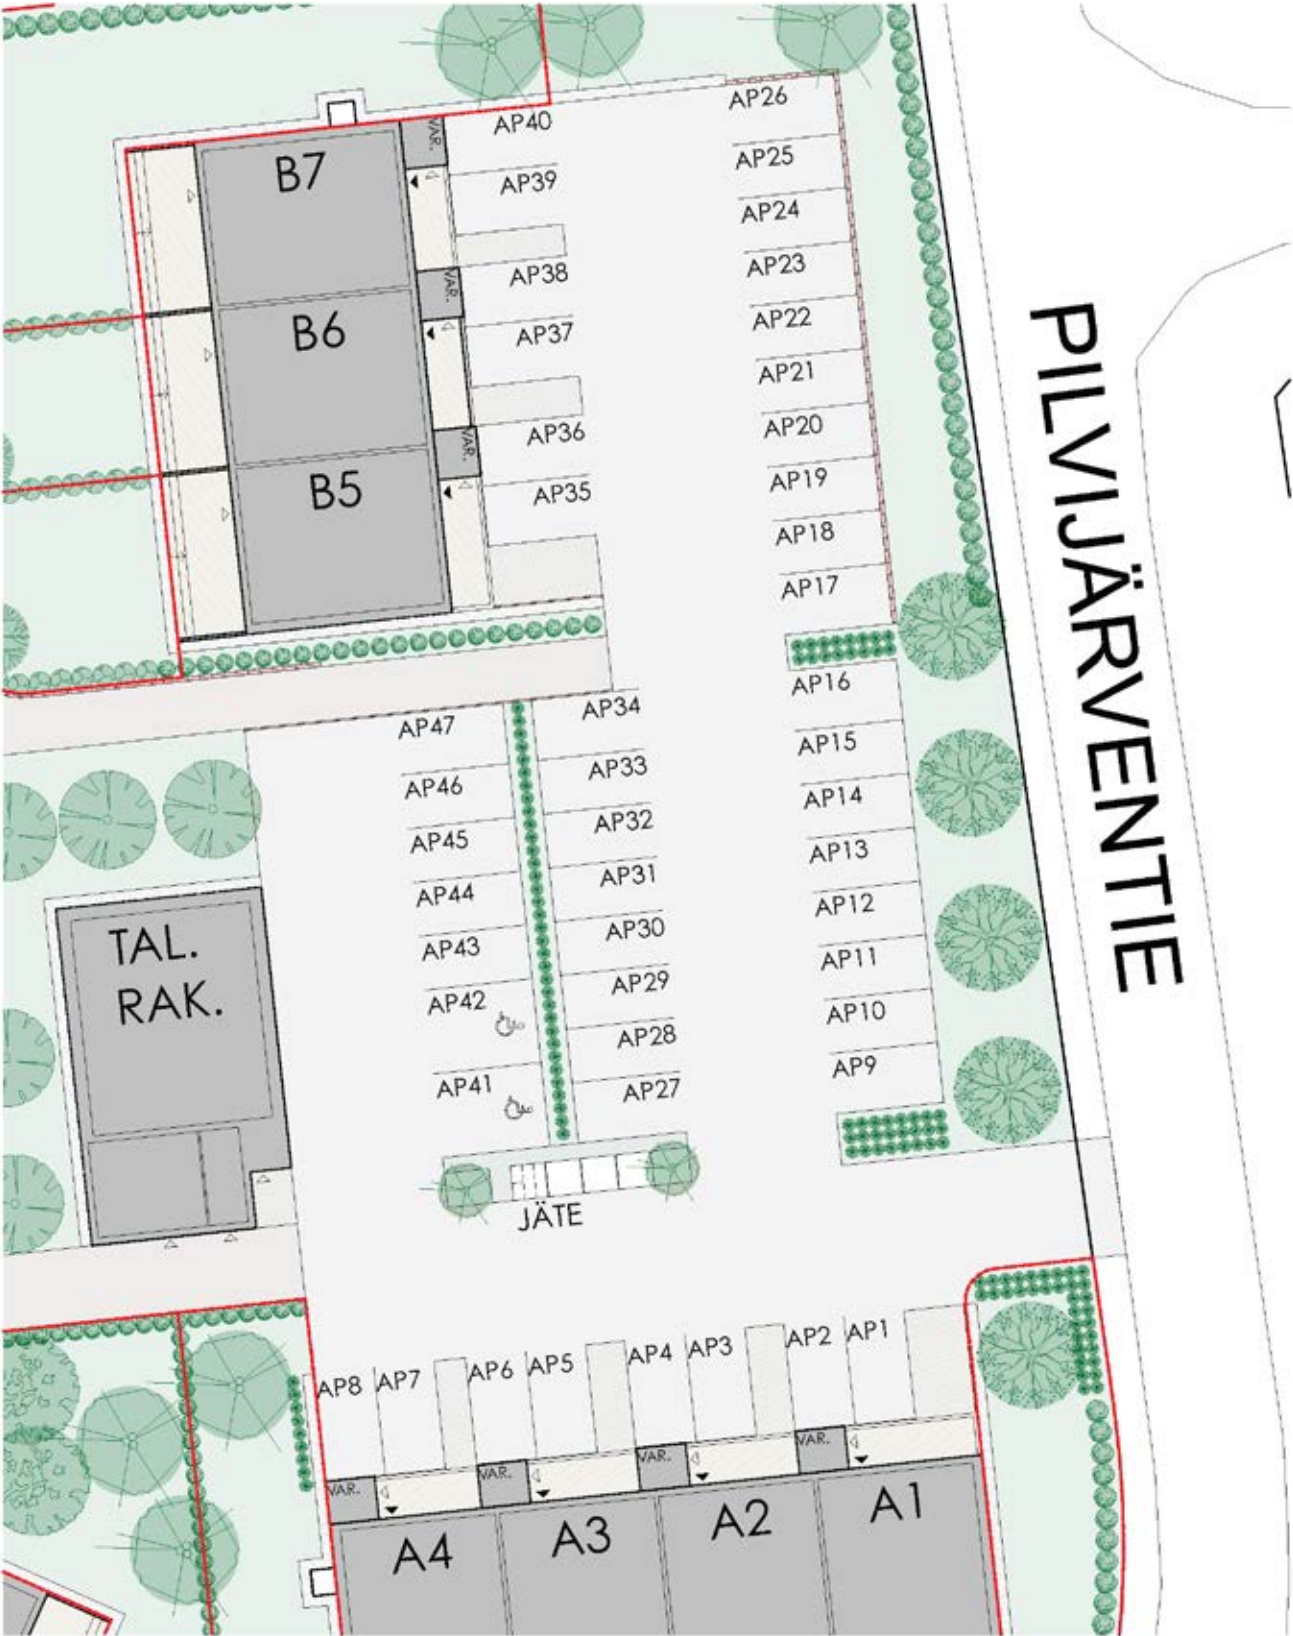 AP26
AP40
VAR.
B7
AP25
AP39
AP24
AP23
AP38
VAR.
B6
AP22
AP37
AP21
AP20
AP36
VAR.
B5
AP19
AP35
AP18
AP17
PILVIJÄRVENTIE
AP16
AP34
AP47
AP15
AP33
AP46
AP14
AP32
AP45
AP13
AP31
AP44
AP12
AP30
AP43
TAL.
RAK.
AP11
AP29
AP42
AP10
AP28
AP9
AP41
AP27
JÄTE
AP8
AP7
AP6
AP5
AP4
AP3
AP2
AP1
VAR.
VAR.
VAR.
VAR.
A4
A3
A2
A1